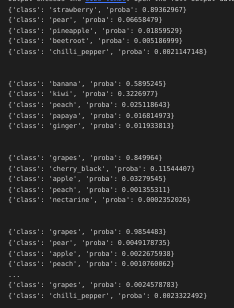 {'class': 'strawberry', 'proba': 0.89362967}
{'class': 'pear', 'proba': 0.06658479}
{'class': 'pineapple', 'proba': 0.01859529}
{'class': 'beetroot', 'proba': 0.005106999}
{'class': 'chilli_pepper', 'proba': 0.0021147148}
{'class': 'banana', 'proba': 0.5895245}
{'class': 'kiwi', 'proba': 0.3226977}
{'class': 'peach', 'proba': 0.025118643}
{'class': 'papaya', 'proba': 0.016814973}
{'class': 'ginger', 'proba': 0.011933813}
{'class': 'grapes', 'proba': 0.849964}
{'class': 'cherry_black', 'proba': 0.11544407}
{'class': 'apple', 'proba': 0.03279545}
{'class': 'peach', 'proba': 0.001355311}
{'class': 'nectarine', 'proba': 0.0002352026}
{'class': 'grapes', 'proba': 0.9854483}
{'class': 'pear', 'proba': 0.0049178735}
{'class': 'apple', 'proba': 0.0022675938}
{'class': 'peach', 'proba': 0.0010760062}
...
{'class': 'grapes', 'proba': 0.0024578783}
{'class': 'chilli_pepper', 'proba': 0.0023322492}